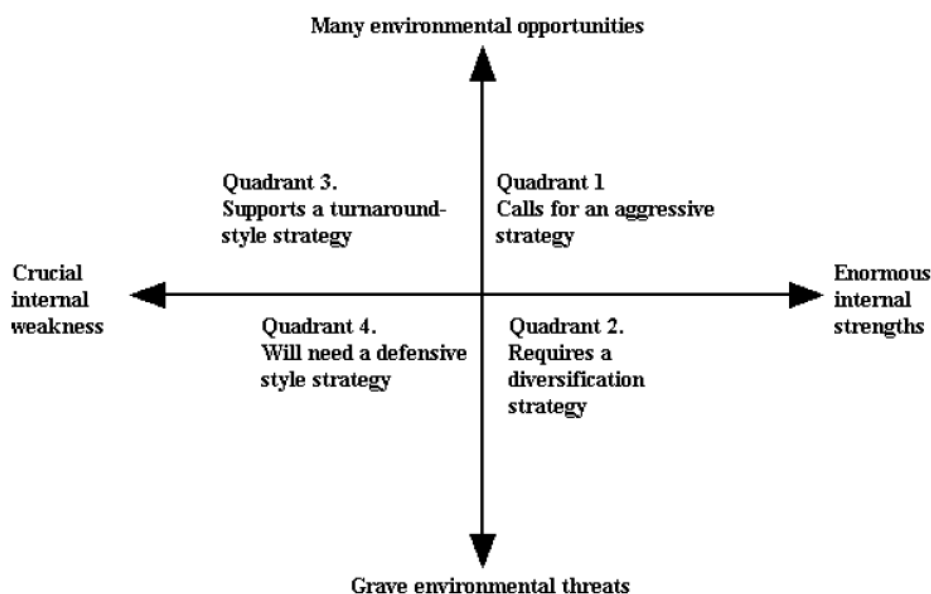 Many environmental opportunities
Quadrant 3.
Supports a turnaround-
style strategy
Quadrant 1
Calls for an aggressive
strategy
Crucial
internal
weakness
Enormous
internal
strengths
Quadrant 4.
Will need a defensive
style strategy
Quadrant 2.
Requires a
diversification
strategy
Grave environmental threats